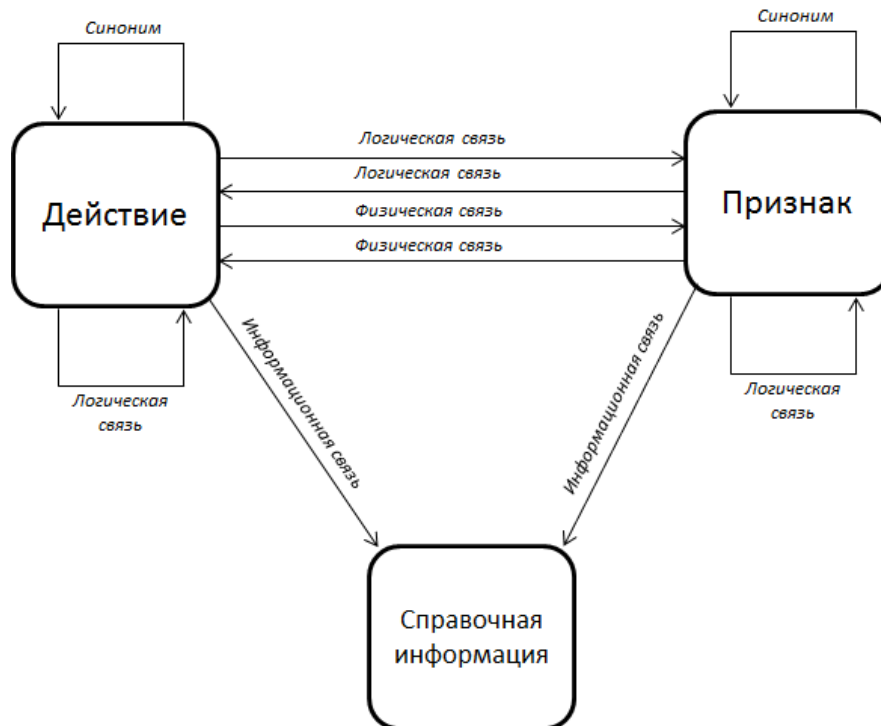 Синоним
Синоним
Логическая связь
Логическая связь
Физическая связь
Физическая связь
Действие
Признак
Логическая
связь
Логическая
связь
Информационная связь
Информационная связь
Справочная
информация